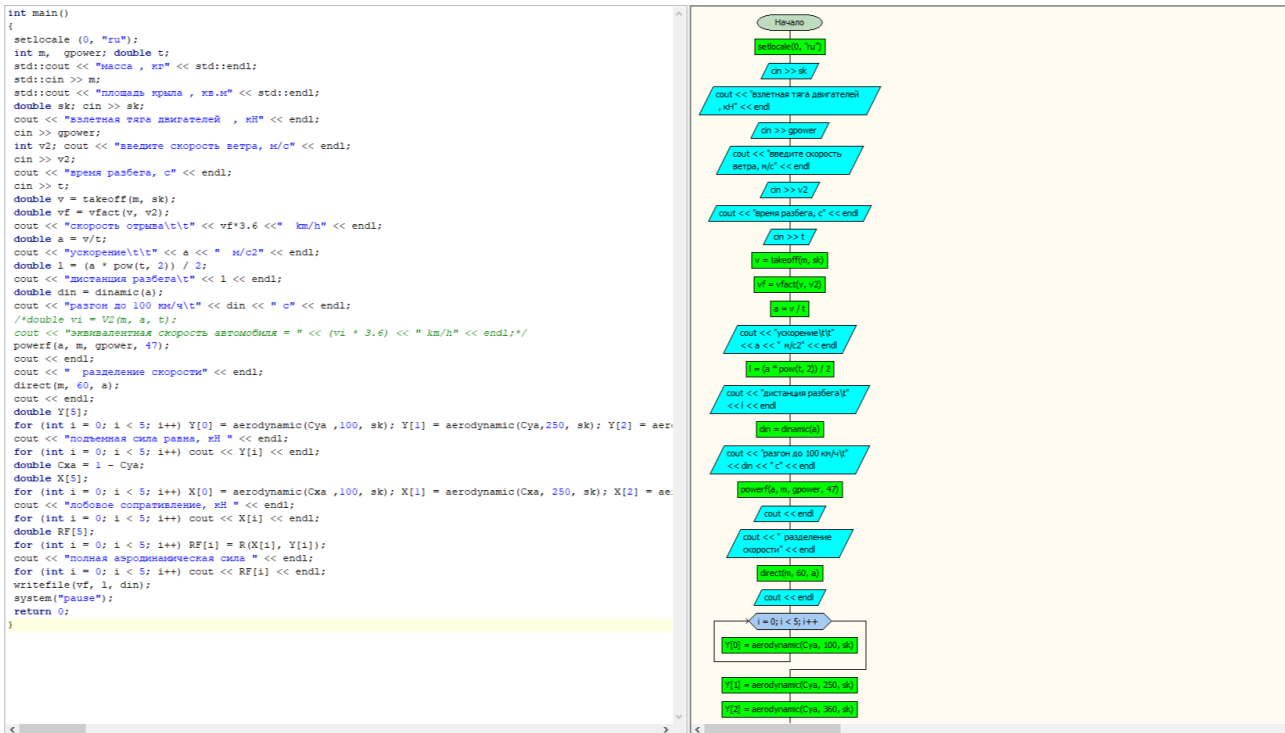 int main()
{
setlocale (0, "ru");
int m,  gpower; double t;
std::cout << "масса , кг" << std::endl;
std::cin >> m;
std::cout << "площадь крыла , кв.м" << std::endl;
double sk; cin >> sk;
cout << "взлетная тяга двигателей  , кН" << endl;
cin >> gpower;
int v2; cout << "введите скорость ветра, м/с" << endl;
cin >> v2;
cout << "время разбега, с" << endl;
cin >> t;
double v = takeoff(m, sk);
double vf = vfact(v, v2);
cout << "скорость отрыва\t\t" << vf*3.6 <<"  km/h" << endl;
double a = v/t;
cout << "ускорение\t\t" << a << "  м/с2" << endl;
double l = (a * pow(t, 2)) / 2;
cout << "дистанция разбега\t" << l << endl;
double din = dinamic(a);
cout << "разгон до 100 км/ч\t" << din << " с" << endl;
/*double vi = V2(m, a, t);
cout << "эквивалентная скорость автомобиля = " << (vi * 3.6) << " km/h" << endl;*/
powerf(a, m, gpower, 47);
cout << endl;
cout << "  разделение скорости" << endl;
direct(m, 60, a);
cout << endl;
double Y[5];
for (int i = 0; i < 5; i++) Y[0] = aerodynamic(Cya ,100, sk); Y[1] = aerodynamic(Cya,250, sk); Y[2] = aer
cout << "подъемная сила равна, кН " << endl;
for (int i = 0; i < 5; i++) cout << Y[i] << endl;
double Cxa = 1 - Cya;
double X[5];
for (int i = 0; i < 5; i++) X[0] = aerodynamic(Cxa ,100, sk); X[1] = aerodynamic(Cxa, 250, sk); X[2] = ae
cout << "лобовое сопративление, кН " << endl;
for (int i = 0; i < 5; i++) cout << X[i] << endl;
double RF[5];
for (int i = 0; i < 5; i++) RF[i] = R(X[i], Y[i]);
cout << "полная аэродинамическая сила " << endl;
for (int i = 0; i < 5; i++) cout << RF[i] << endl;
writefile(vf, l, din);
system("pause");
return 0;
}
Начало
setlocale(0, "ru")
cin >> sk
cout << "взлетная тяга двигателей
, кН" << endl
cin >> gpower
cout << "введите скорость
ветра, м/с" << endl
cin >> v2
cout << "время разбега, с" << endl
cin >> t
v = takeoff(m, sk)
vf = vfact(v, v2)
a = v / t
cout << "ускорение\t\t"
<< a << "  м/с2" << endl
l = (a * pow(t, 2)) / 2
cout << "дистанция разбега\t"
<< l << endl
din = dinamic(a)
cout << "разгон до 100 км/ч\t"
<< din << " с" << endl
powerf(a, m, gpower, 47)
cout << endl
cout << "  разделение
скорости" << endl
direct(m, 60, a)
cout << endl
i = 0; i < 5; i++
Y[0] = aerodynamic(Cya, 100, sk)
Y[1] = aerodynamic(Cya, 250, sk)
Y[2] = aerodynamic(Cya, 360, sk)